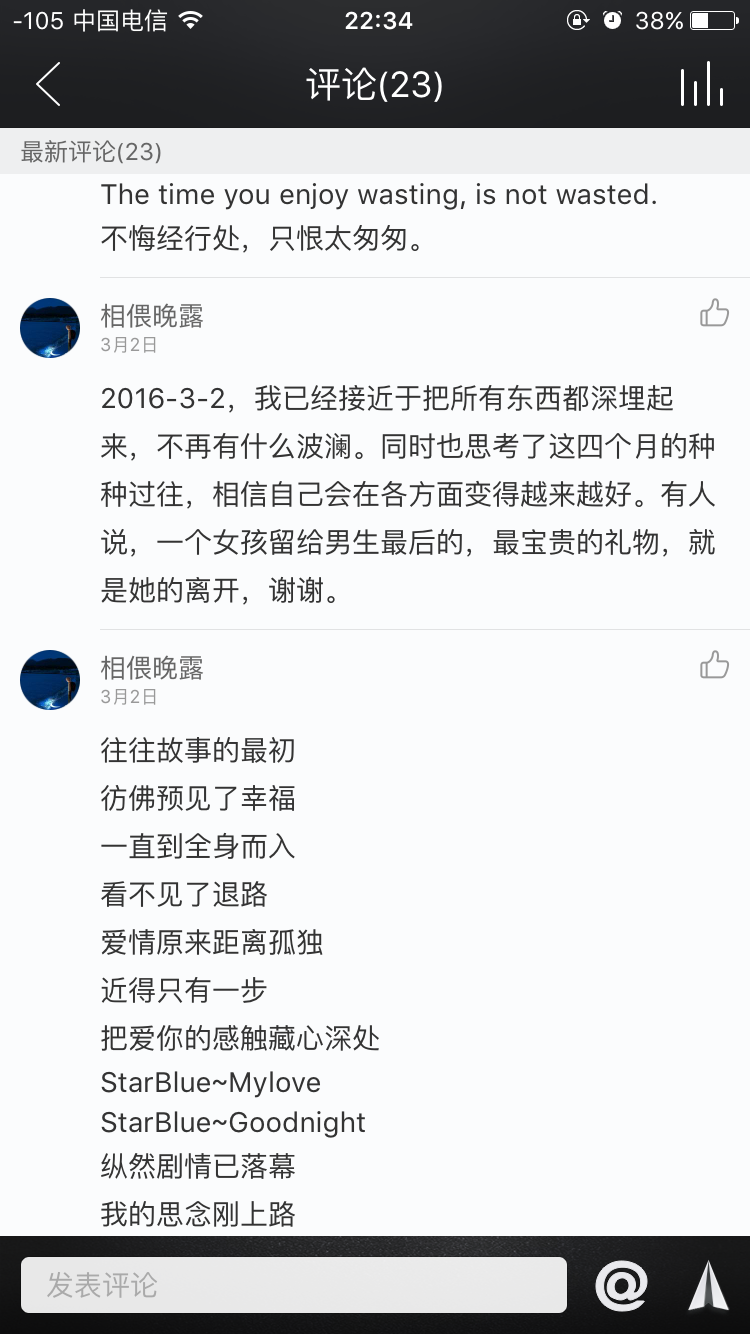 -105 中国电信 22:34 38%
评论(23)
最新评论(23)
The time you enjoy wasting, is not wasted.
不悔经行处，只恨太匆匆。
相偎晚露
3月2日
2016-3-2，我已经接近于把所有东西都深埋起
来，不再有什么波澜。同时也思考了这四个月的种
种过往，相信自己会在各方面变得越来越好。有人
说，一个女孩留给男生最后的，最宝贵的礼物，就
是她的离开，谢谢。
相偎晚露
3月2日
往往故事的最初
彷佛预见了幸福
一直到全身而入
看不见了退路
爱情原来距离孤独
近得只有一步
把爱你的感触藏心深处
StarBlue~Mylove
StarBlue~Goodnight
纵然剧情已落幕
我的思念刚上路
发表评论 @